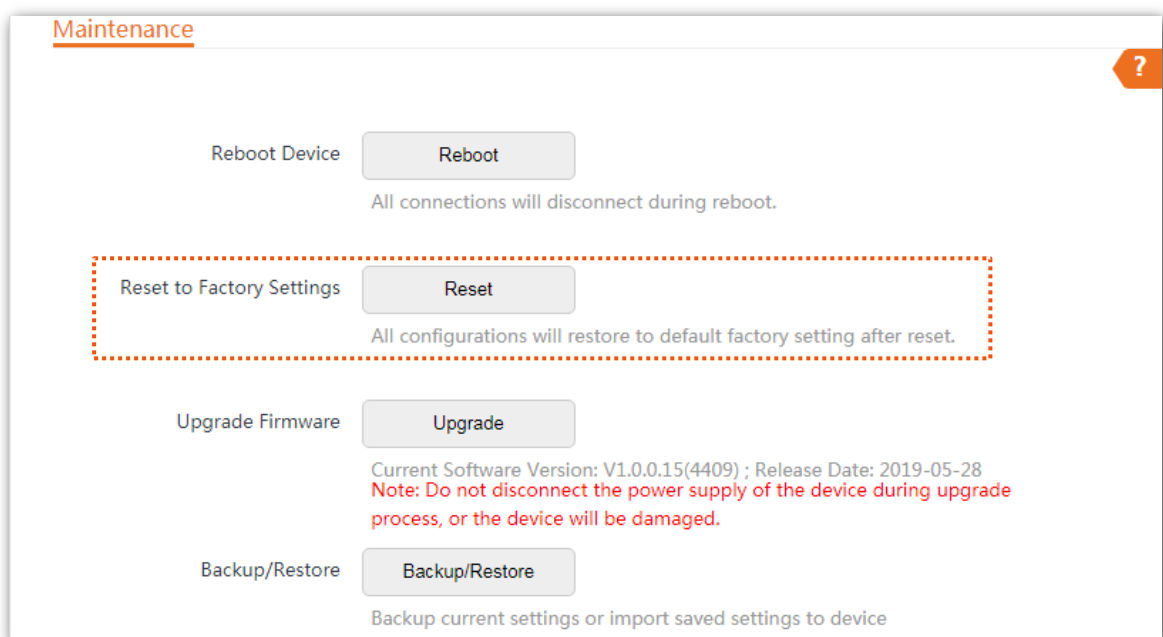 Maintenance
?
Reboot Device
Reboot
All connections will disconnect during reboot.
Reset to Factory Settings
Reset
All configurations will restore to default factory setting after reset.
Upgrade Firmware
Upgrade
Current Software Version: V1.0.0.15(4409) ; Release Date: 2019-05-28
Note: Do not disconnect the power supply of the device during upgrade
process, or the device will be damaged.
Backup/Restore
Backup/Restore
Backup current settings or import saved settings to device